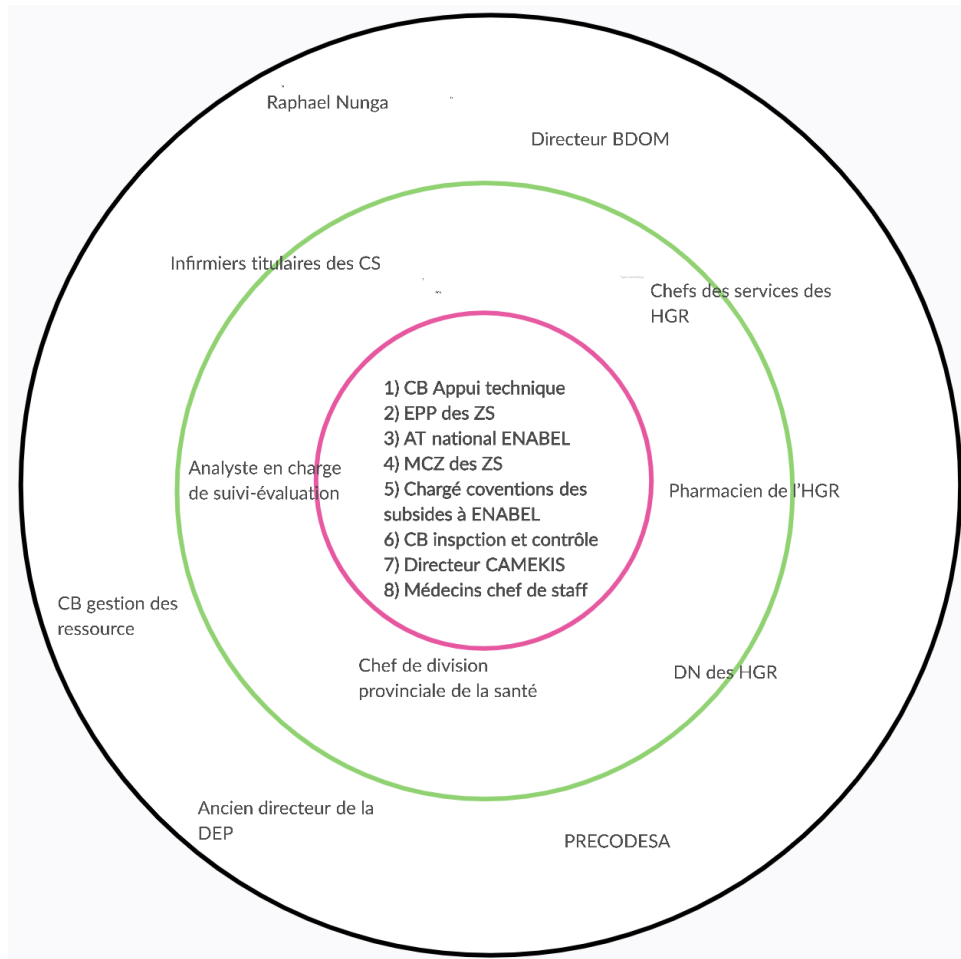 Raphael Nunga
Directeur BDOM
Infirmiers titulaires des CS
Chefs des services des
HGR
1) CB Appui technique
2) EPP des ZS
3) AT national ENABEL
4) MCZ des ZS
5) Chargé coventions des
subsides à ENABEL
6) CB inspction et contrôle
7) Directeur CAMEKIS
8) Médecins chef de staff
Analyste en charge
de suivi-évaluation
Pharmacien de l'HGR
CB gestion des
ressource
Chef de division
provinciale de la santé
DN des HGR
Ancien directeur de la
DEP
PRECODESA